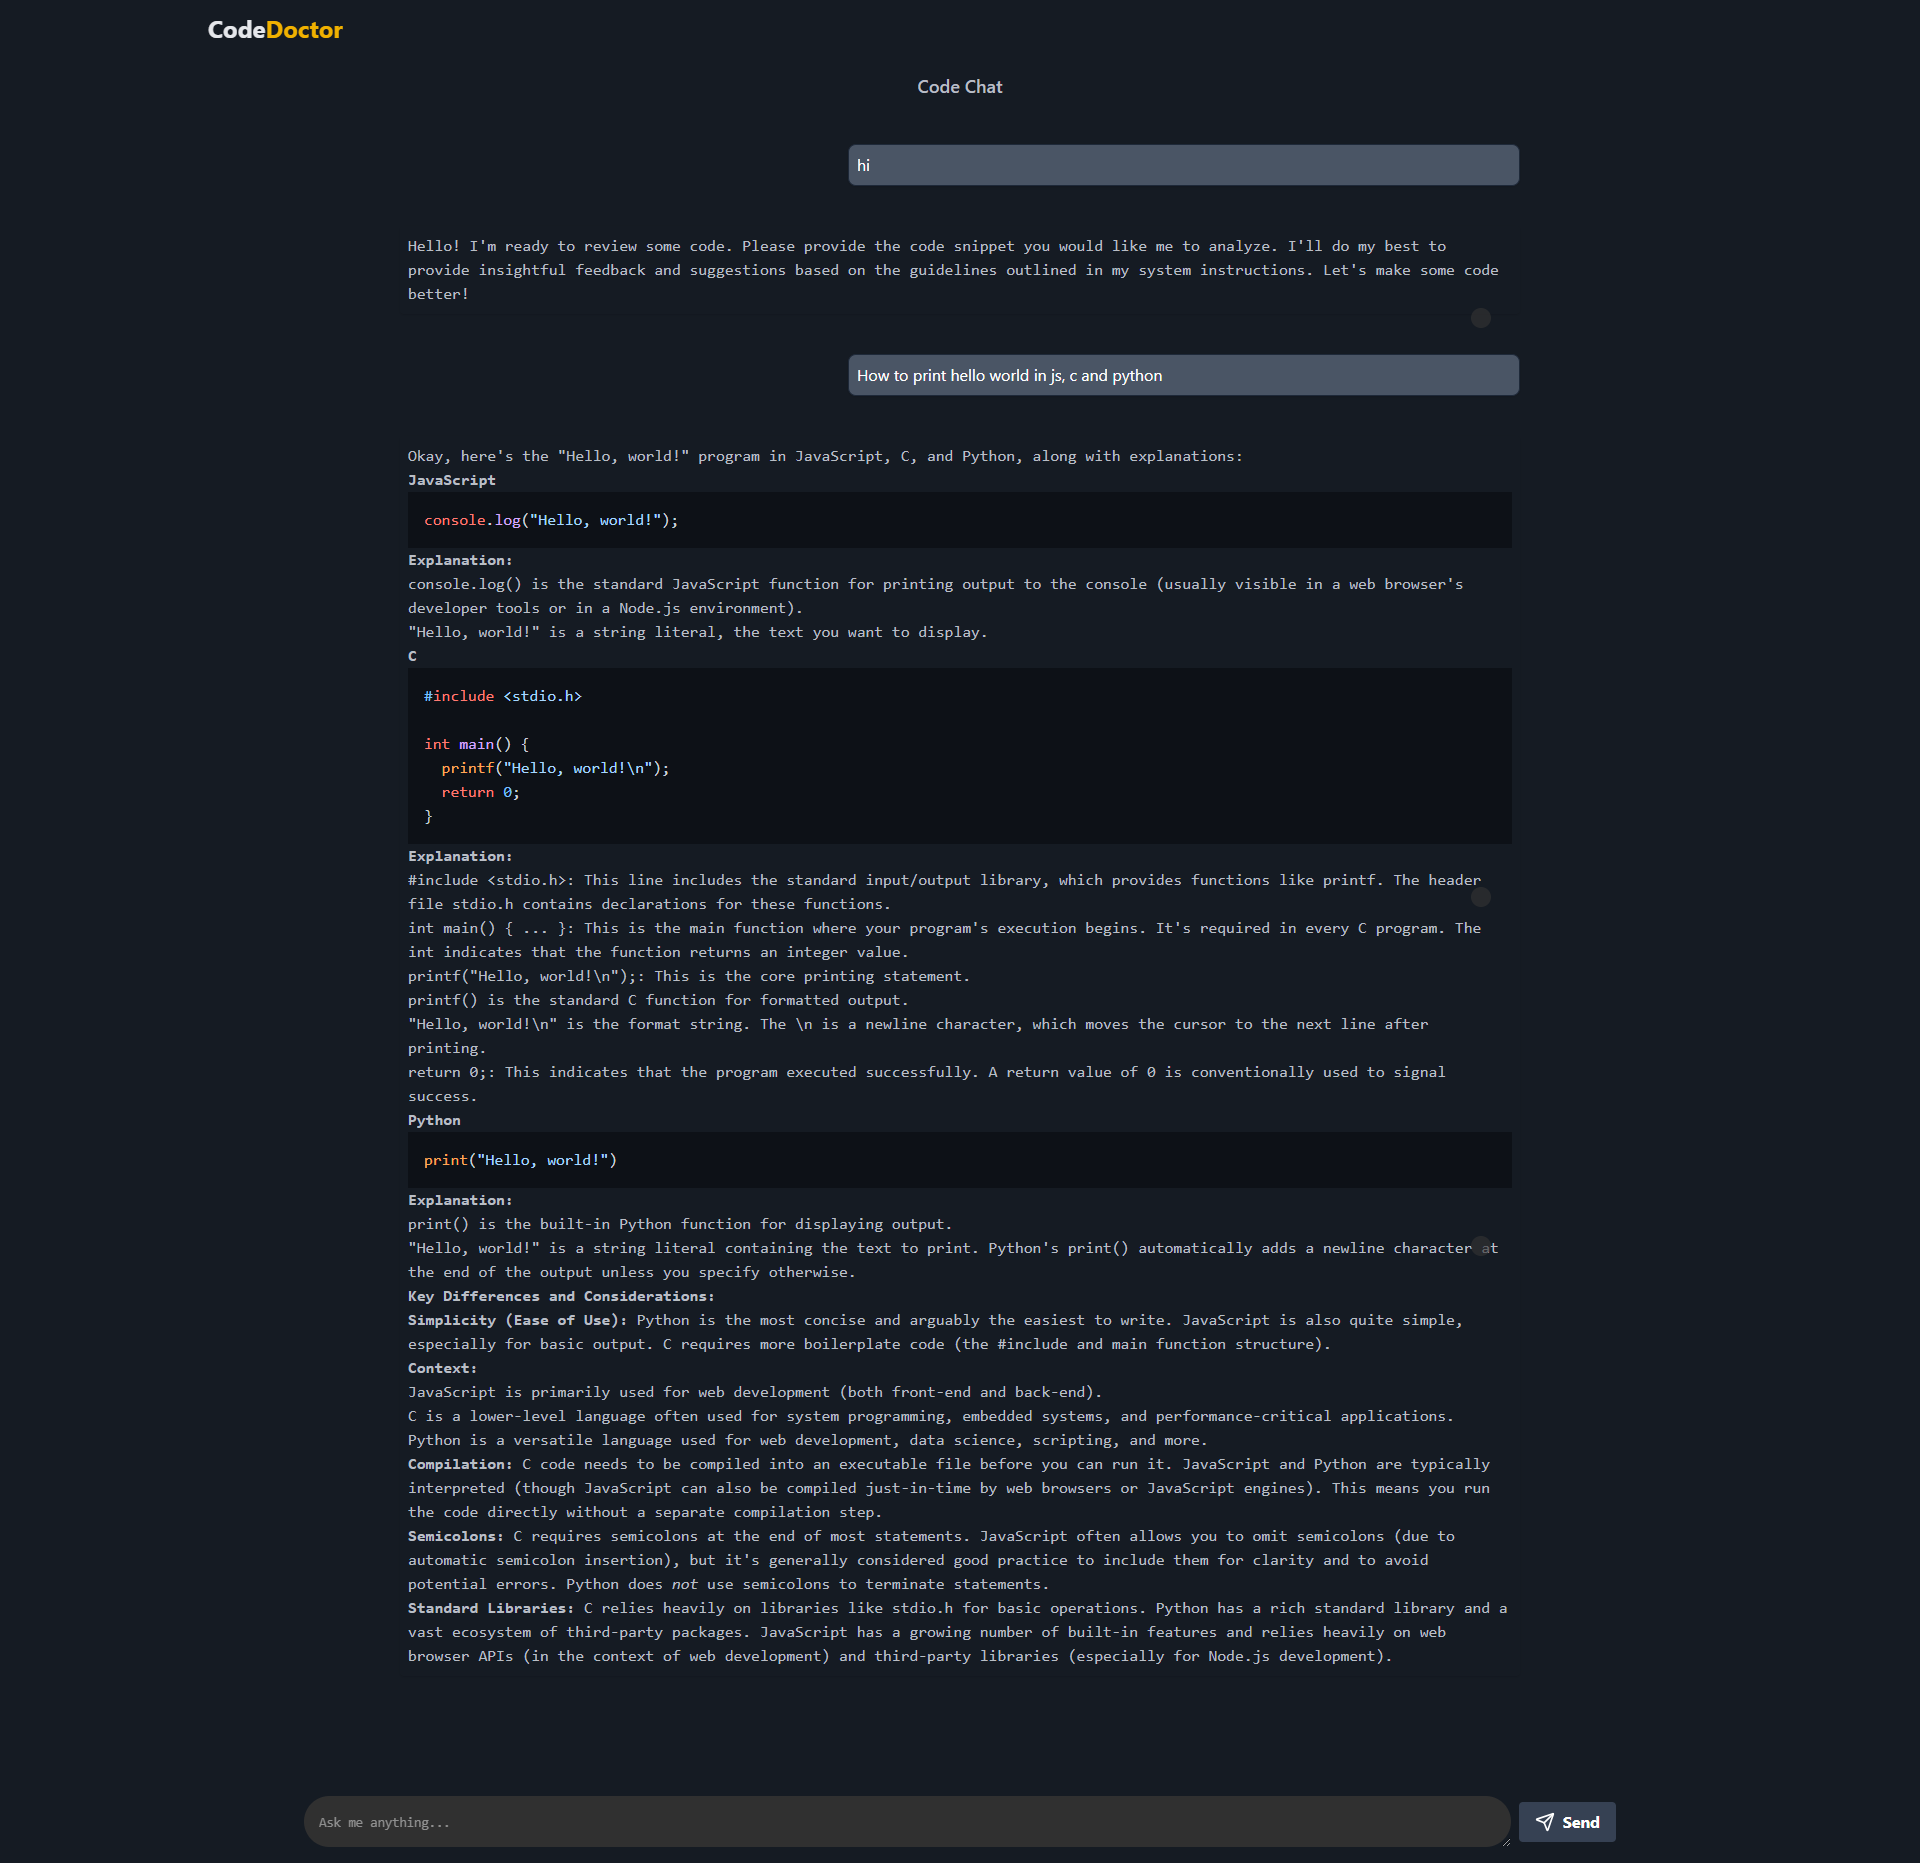 CodeDoctor
Code Chat
hi
Hello! I'm ready to review some code. Please provide the code snippet you would like me to analyze. I'll do my best to
provide insightful feedback and suggestions based on the guidelines outlined in my system instructions. Let's make some code
better!
How to print hello world in js, c and python
Okay, here's the "Hello, world!" program in JavaScript, C, and Python, along with explanations:
JavaScript
console.log("Hello, world!");
Explanation:
console.log() is the standard JavaScript function for printing output to the console (usually visible in a web browser's
developer tools or in a Node.js environment).
"Hello, world!" is a string literal, the text you want to display.
C
#include <stdio.h>
int main() {
  printf("Hello, world!\n");
  return 0;
}
Explanation:
#include <stdio.h>: This line includes the standard input/output library, which provides functions like printf. The header
file stdio.h contains declarations for these functions.
int main() { ... }: This is the main function where your program's execution begins. It's required in every C program. The
int indicates that the function returns an integer value.
printf("Hello, world!\n");: This is the core printing statement.
printf() is the standard C function for formatted output.
"Hello, world!\n" is the format string. The \n is a newline character, which moves the cursor to the next line after
printing.
return 0;: This indicates that the program executed successfully. A return value of 0 is conventionally used to signal
success.
Python
print("Hello, world!")
Explanation:
print() is the built-in Python function for displaying output.
"Hello, world!" is a string literal containing the text to print. Python's print() automatically adds a newline character at
the end of the output unless you specify otherwise.
Key Differences and Considerations:
Simplicity (Ease of Use): Python is the most concise and arguably the easiest to write. JavaScript is also quite simple,
especially for basic output. C requires more boilerplate code (the #include and main function structure).
Context:
JavaScript is primarily used for web development (both front-end and back-end).
C is a lower-level language often used for system programming, embedded systems, and performance-critical applications.
Python is a versatile language used for web development, data science, scripting, and more.
Compilation: C code needs to be compiled into an executable file before you can run it. JavaScript and Python are typically
interpreted (though JavaScript can also be compiled just-in-time by web browsers or JavaScript engines). This means you run
the code directly without a separate compilation step.
Semicolons: C requires semicolons at the end of most statements. JavaScript often allows you to omit semicolons (due to
automatic semicolon insertion), but it's generally considered good practice to include them for clarity and to avoid
potential errors. Python does not use semicolons to terminate statements.
Standard Libraries: C relies heavily on libraries like stdio.h for basic operations. Python has a rich standard library and a
vast ecosystem of third-party packages. JavaScript has a growing number of built-in features and relies heavily on web
browser APIs (in the context of web development) and third-party libraries (especially for Node.js development).
Ask me anything...
Send